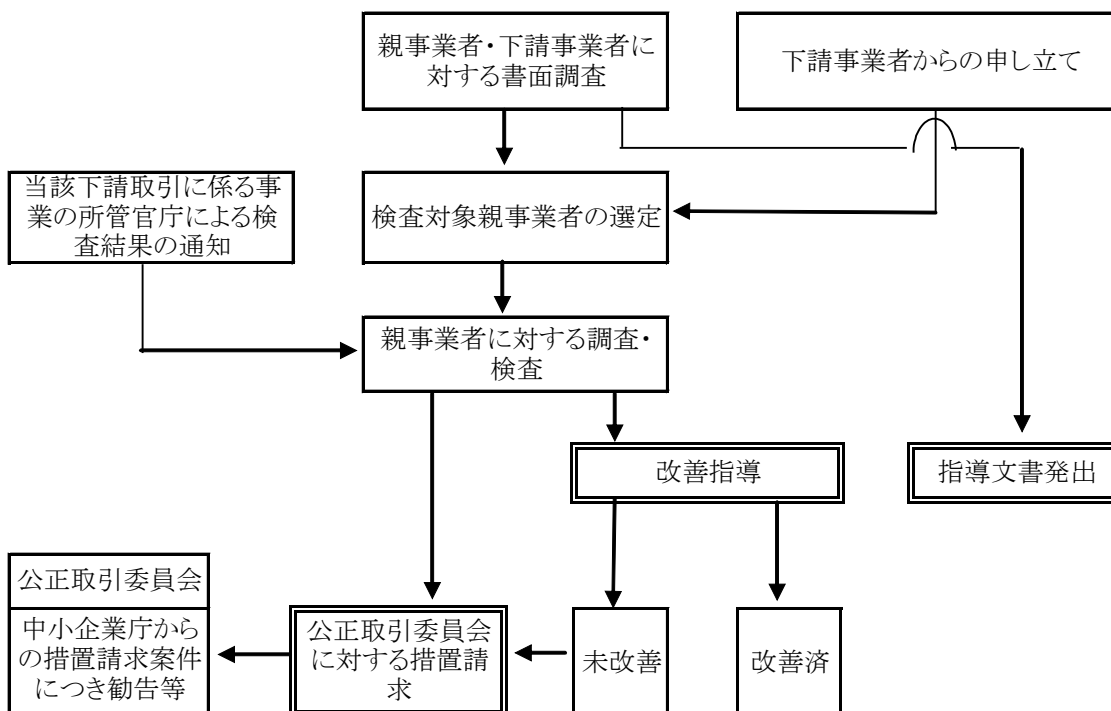 親事業者・下請事業者に
対する書面調査
下請事業者からの申し立て
当該下請取引に係る事
業の所管官庁による検
査結果の通知
検査対象親事業者の選定
親事業者に対する調査・
検査
改善指導
指導文書発出
公正取引委員会
中小企業庁から
の措置請求案件
につき勧告等
公正取引委員会
に対する措置請
求
未改善
改善済